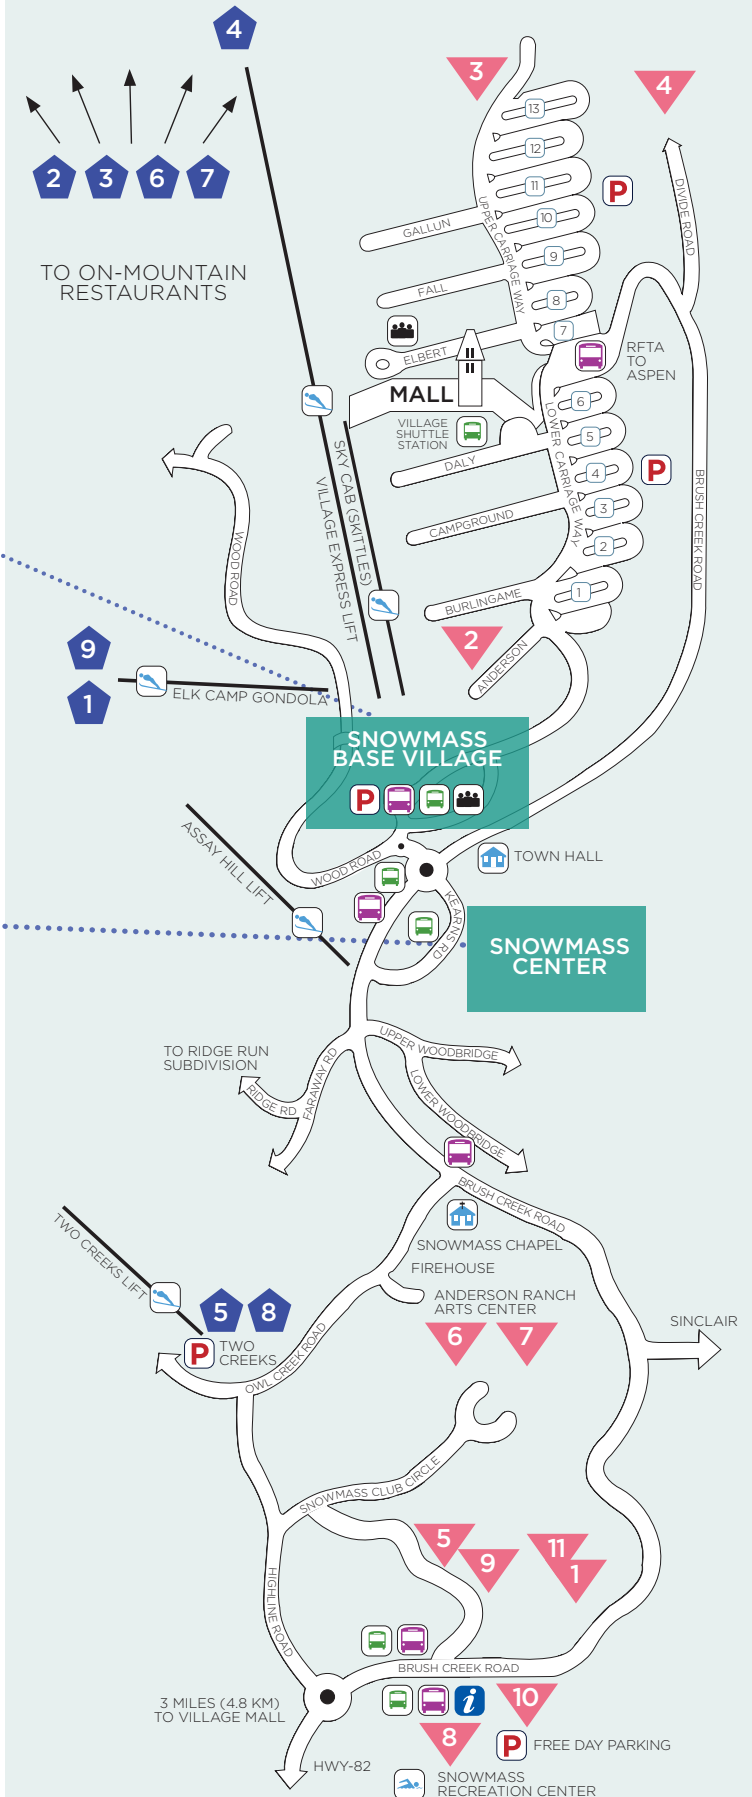 4
3
4
2
3
6
7
TO ON-MOUNTAIN
RESTAURANTS
13
12
11
10
9
8
7
P
DIVIDE ROAD
UPPER CARRIAGE WAY
GALLUN
FALL
ELBERT
MALL
RFTA
TO
ASPEN
VILLAGE
SHUTTLE
STATION
6
5
4
3
2
1
P
LOWER CARRIAGE WAY
DALY
CAMPGROUND
BURLINGAME
ANDERSON
2
BRUSH CREEK ROAD
SKY CAB (SKITTLES)
VILLAGE EXPRESS LIFT
WOOD ROAD
9
1
ELK CAMP GONDOLA
SNOWMASS
BASE VILLAGE
P
ASSAY HILL LIFT
WOOD ROAD
TOWN HALL
KEARNS RD
SNOWMASS
CENTER
TO RIDGE RUN
SUBDIVISION
RIDGE RD
FARAWAY RD
UPPER WOODBRIDGE
LOWER WOODBRIDGE
BRUSH CREEK ROAD
SNOWMASS CHAPEL
FIREHOUSE
ANDERSON RANCH
ARTS CENTER
6
7
TWO CREEKS LIFT
5
8
P
TWO
CREEKS
OWL CREEK ROAD
SINCLAIR
SNOWMASS CLUB CIRCLE
5
9
11
1
HIGHLINE ROAD
BRUSH CREEK ROAD
3 MILES (4.8 KM)
TO VILLAGE MALL
i
10
8
P
FREE DAY PARKING
HWY-82
SNOWMASS
RECREATION CENTER